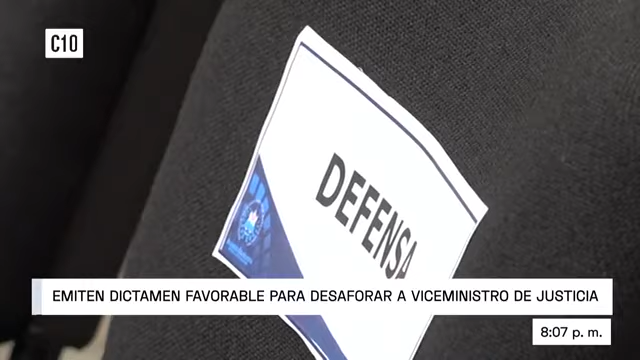 C10
DEFENSA
EMITEN DICTAMEN FAVORABLE PARA DESAFORAR A VICEMINISTRO DE JUSTICIA
8:07 p. m.